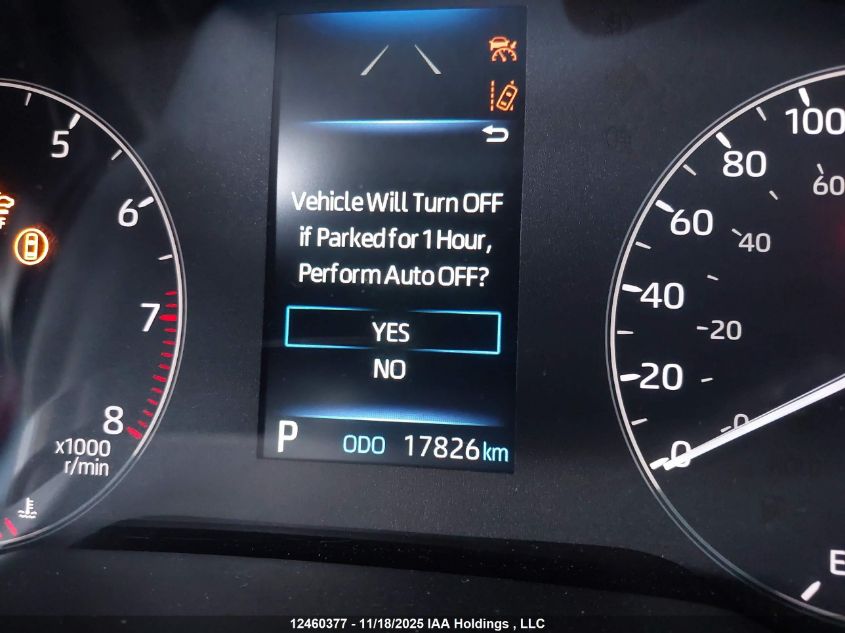 5
6
7
8
x1000
r/min
Vehicle Will Turn OFF
if Parked for 1 Hour,
Perform Auto OFF?
YES
NO
P ODO 17826 km
100
80
60
60
40
40
20
20
0
0
E
12460377 - 11/18/2025 IAA Holdings , LLC